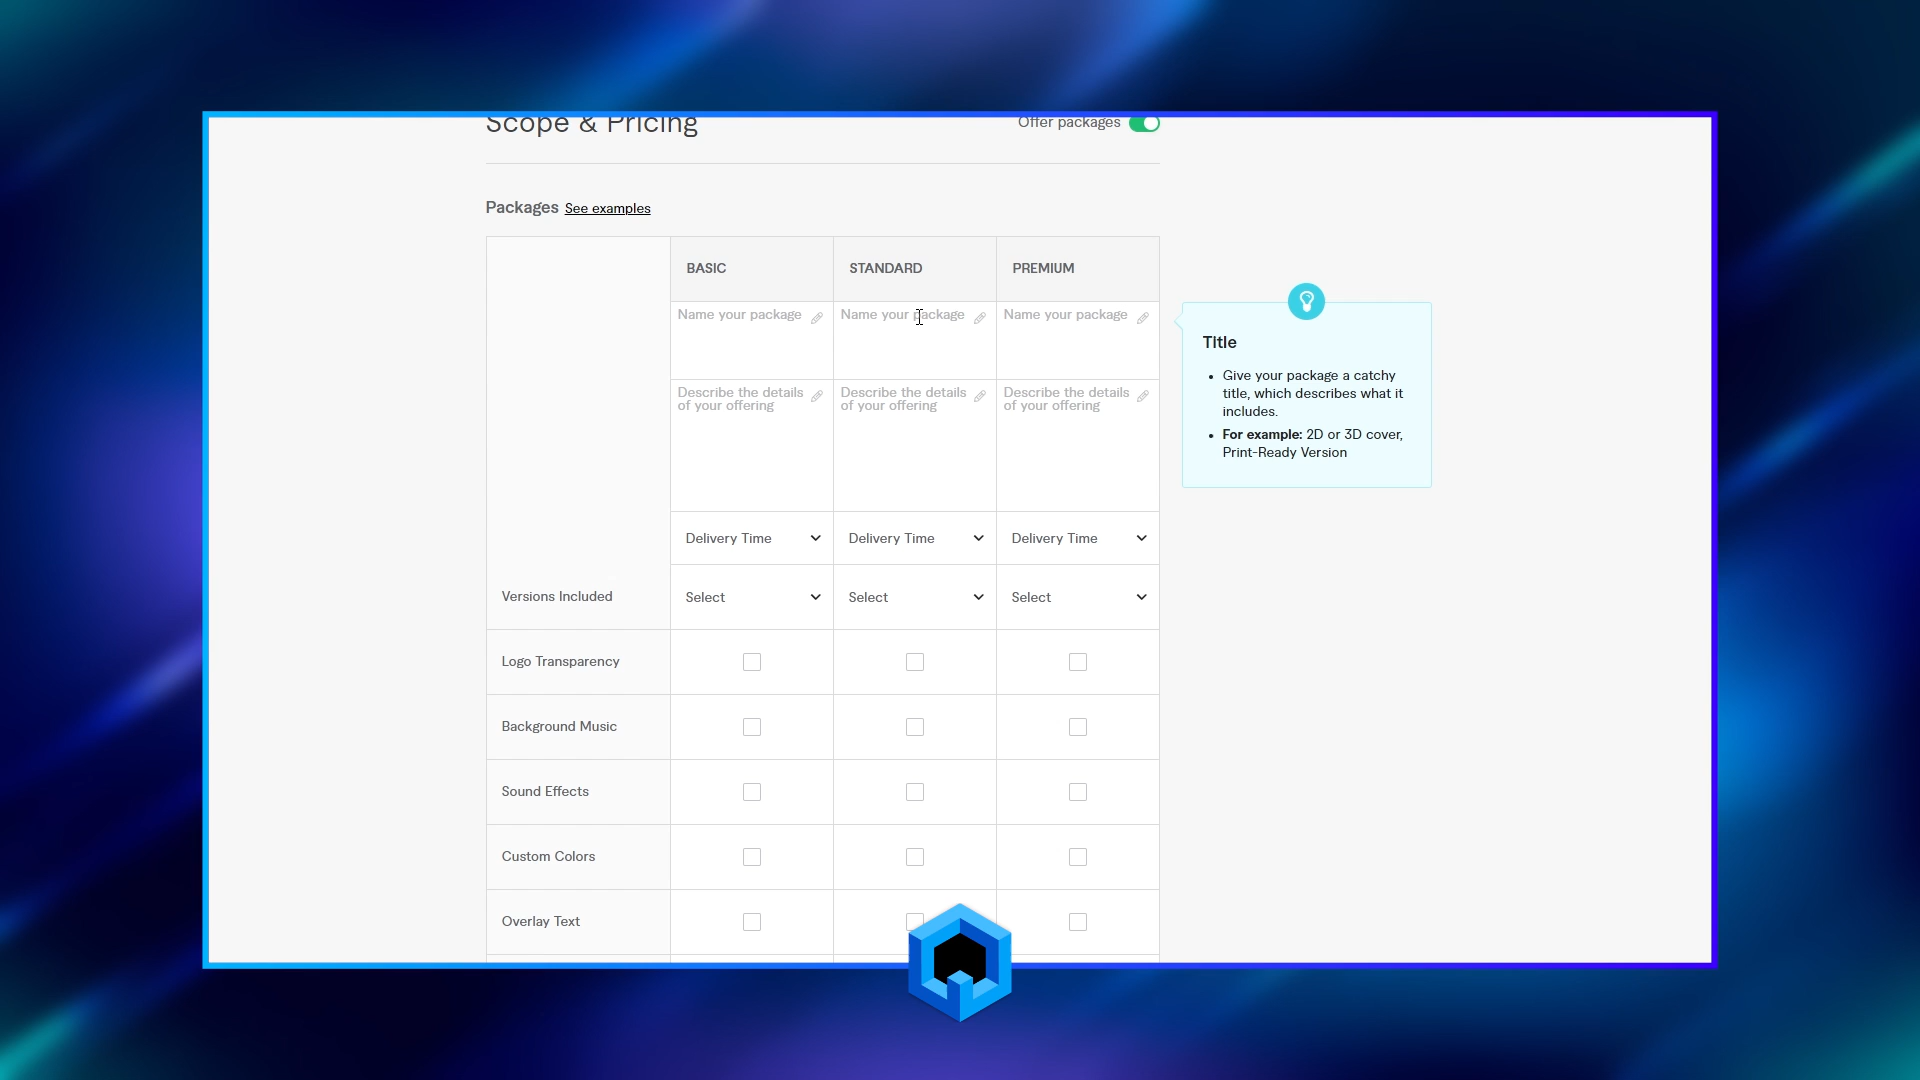 Scope & Pricing
Offer packages
Packages See examples
BASIC STANDARD PREMIUM
Name your package Name your package Name your package
Describe the details Describe the details Describe the details
of your offering of your offering of your offering
Delivery Time Delivery Time Delivery Time
Versions Included Select Select Select
Logo Transparency
Background Music
Sound Effects
Custom Colors
Overlay Text
TItle
• Give your package a catchy
title, which describes what it
includes.
• For example: 2D or 3D cover,
Print-Ready Version